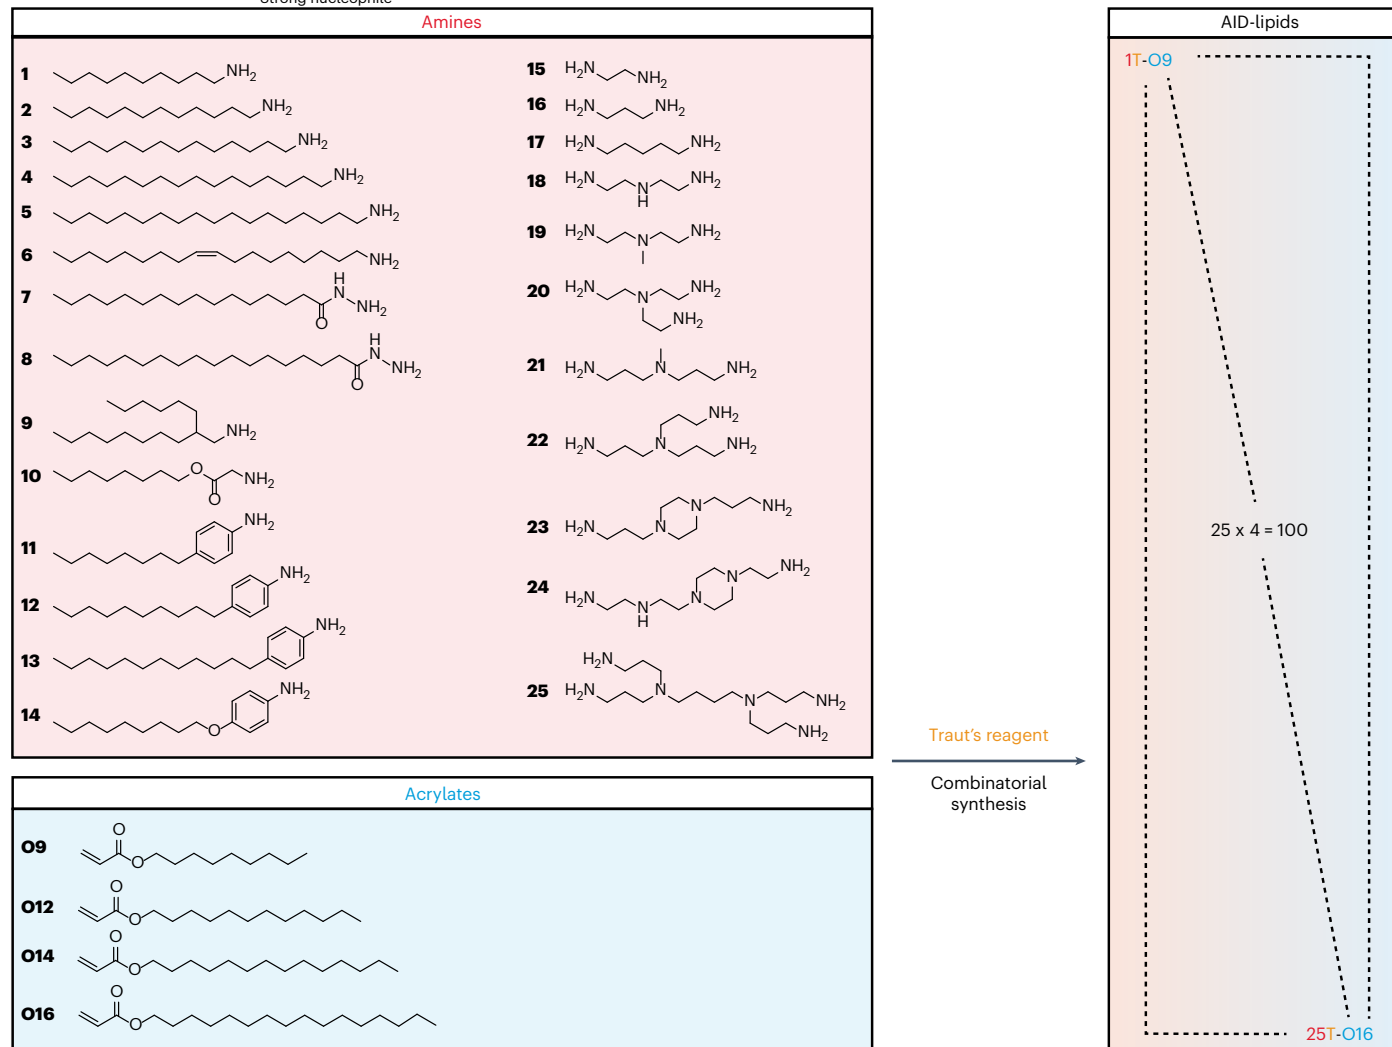 strong nucleophile
Amines
1 NH2
2 NH2
3 NH2
4 NH2
5 NH2
6 NH2
7 H N O NH2
8 H N O NH2
9 NH2
10 O O NH2
11 NH2
12 NH2
13 NH2
14 O NH2
15 H2N NH2
16 H2N NH2
17 H2N NH2
18 H2N N H NH2
19 H2N N NH2
20 H2N N NH2 NH2
21 H2N N NH2
22 H2N N NH2 NH2
23 H2N N N NH2
24 H2N N H N N NH2
25 H2N H2N N N NH2 NH2
Acrylates
O9 O O
O12 O O
O14 O O
O16 O O
Traut’s reagent
Combinatorial
synthesis
AID-lipids
1T-O9
25 x 4 = 100
25T-O16